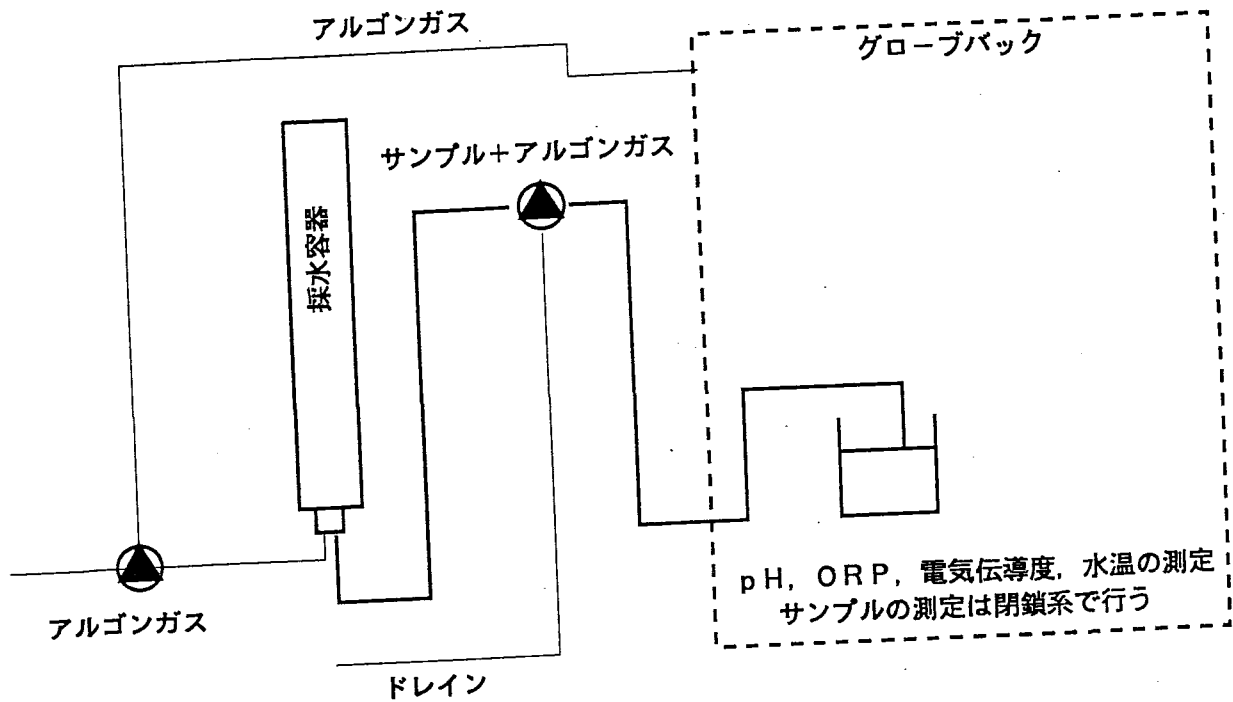 アルゴンガス
グローブバック
サンプル+アルゴンガス
採水容器
pH, ORP, 電気伝導度, 水温の測定
サンプルの測定は閉鎖系で行う
アルゴンガス
ドレイン